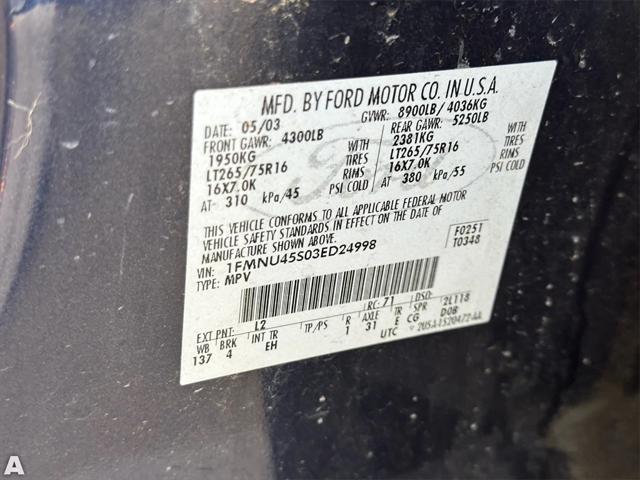 MFD. BY FORD MOTOR CO. IN U.S.A.
DATE: 05/03 GVWR: 8900LB/ 4036KG
FRONT GAWR: 4300LB REAR GAWR: 5250LB
1950KG WITH 2381KG WITH
LT265/75R16 TIRES LT265/75R16 TIRES
16X7.0K RIMS 16X7.0K RIMS
AT 310 kPa/45 PSI COLD AT 380 kPa/55 PSI COLD
THIS VEHICLE CONFORMS TO ALL APPLICABLE FEDERAL MOTOR
VEHICLE SAFETY STANDARDS IN EFFECT ON THE DATE OF
MANUFACTURE SHOWN ABOVE.
VIN: 1FMNU45S03ED24998 F0251
TYPE: MPV T0348
Ford
EXT PNT: L2 RC: 71 DSO:
WB BRK INT TR TP/PS R AXLE TR SPR 2L118
137 4 EH 1 31 E CG D0B
UTC
A